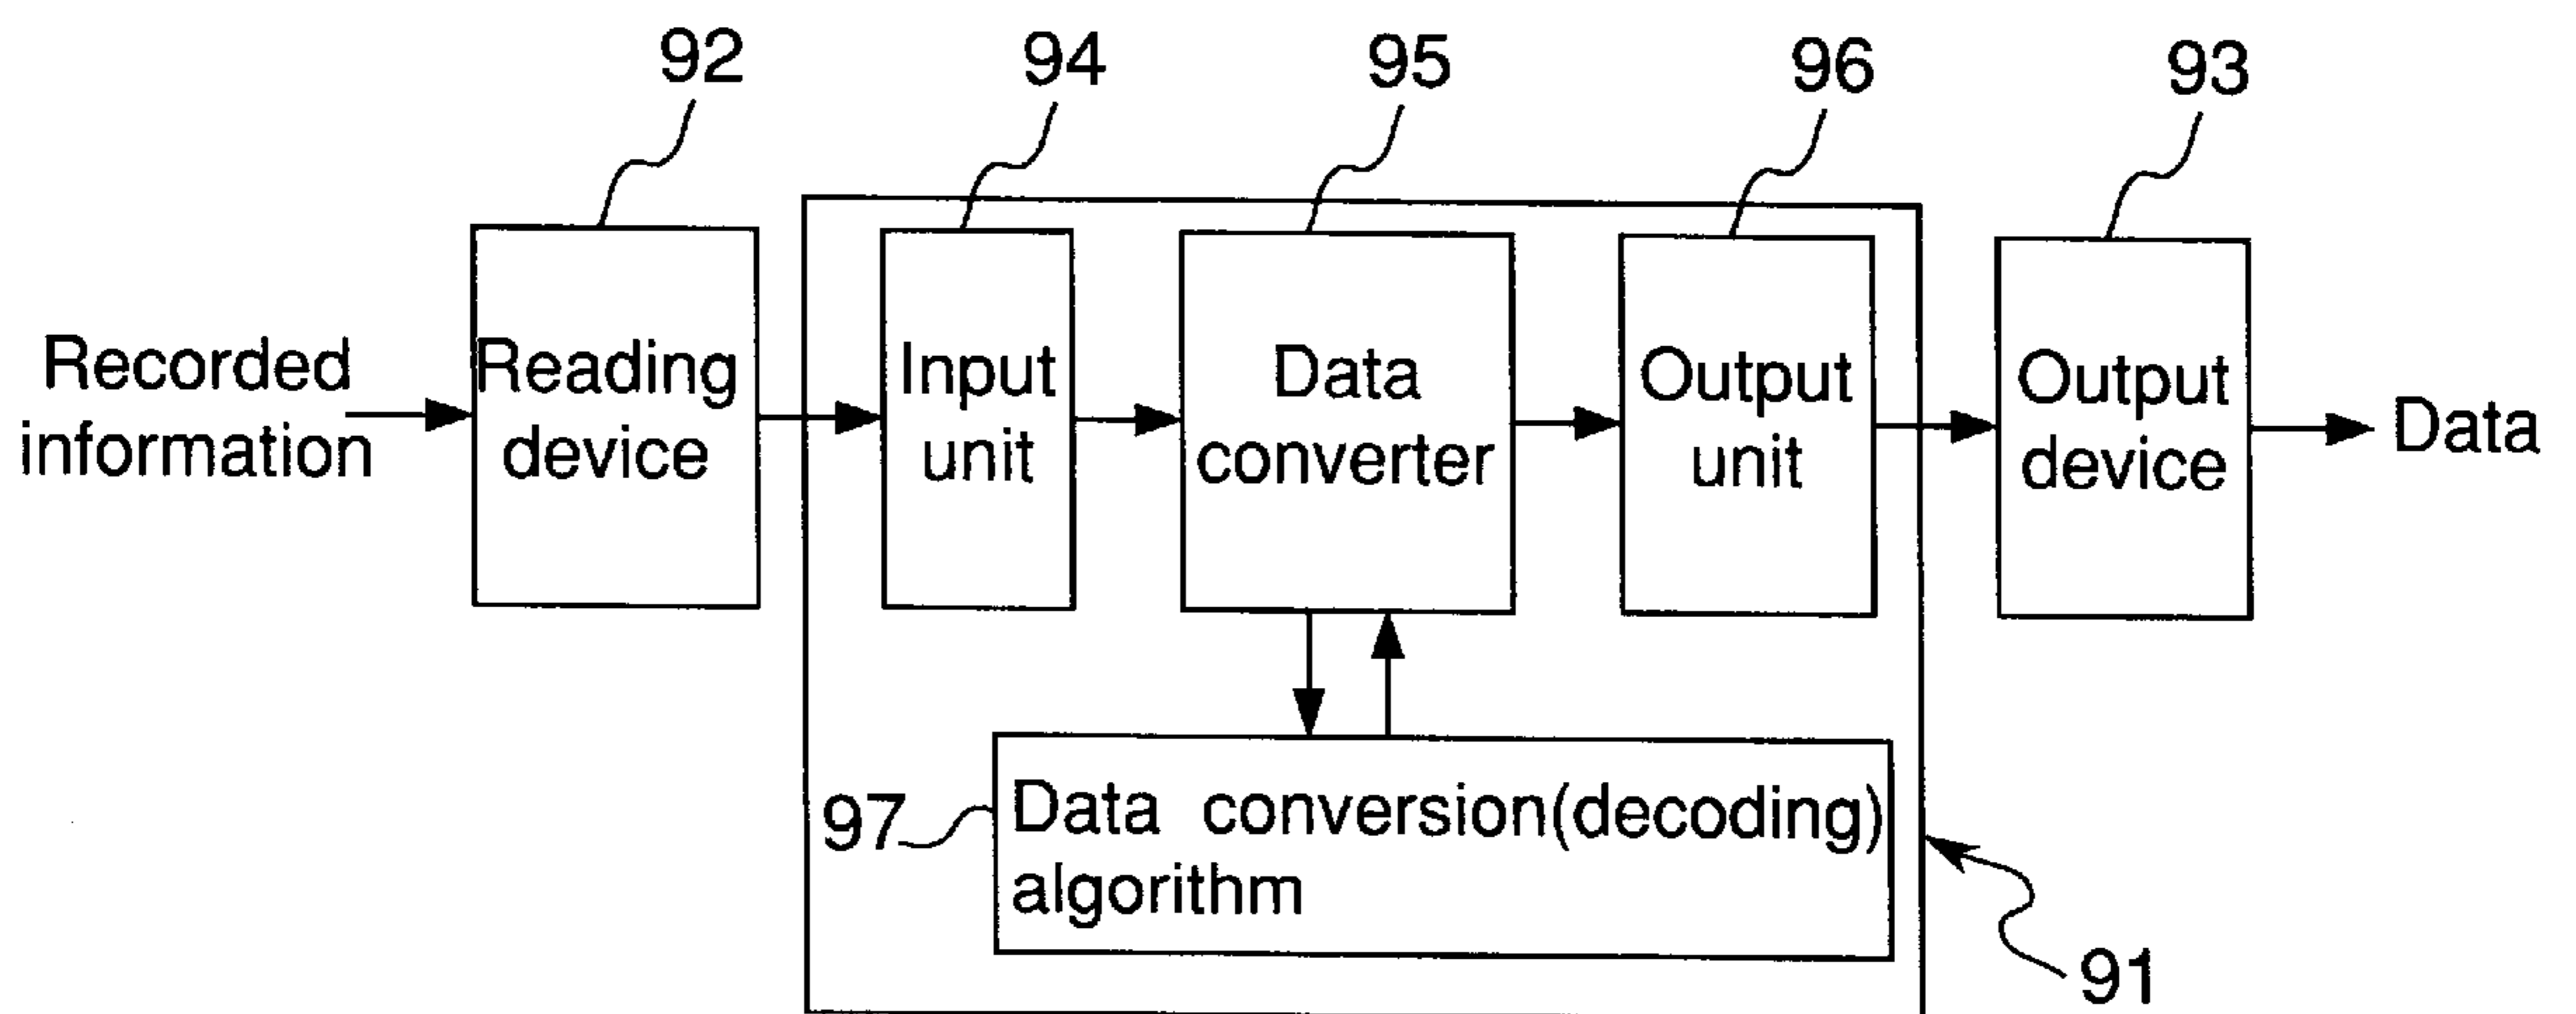 92
94
95
96
93
Recorded
information
Reading
device
Input
unit
Data
converter
Output
unit
Output
device
Data
97
Data conversion(decoding)
algorithm
91